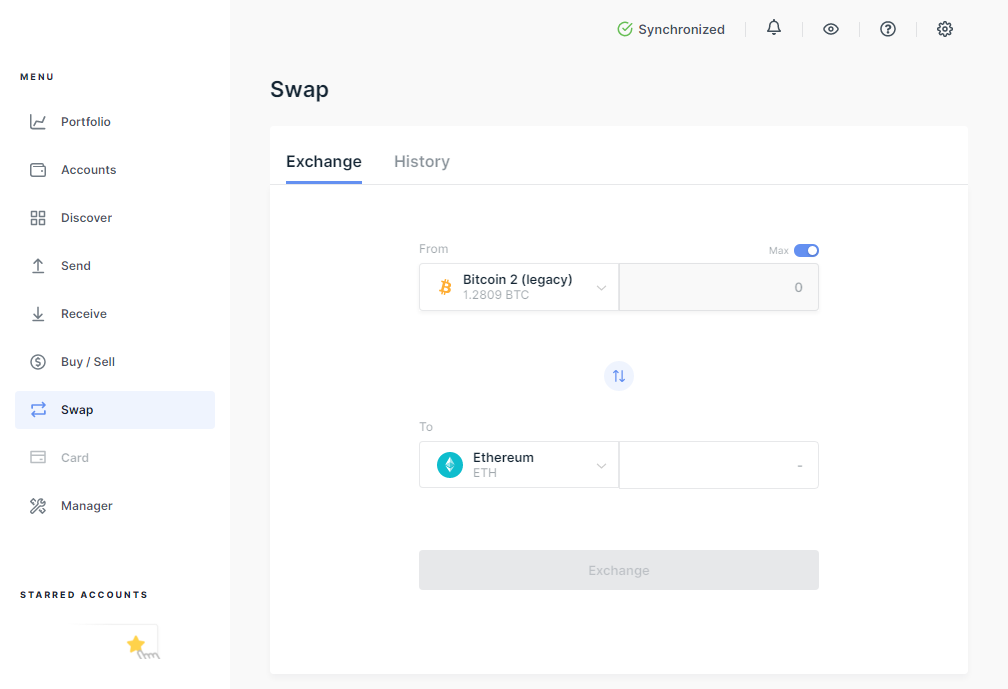 Synchronized
MENU
Portfolio
Accounts
Discover
Send
Receive
Buy / Sell
Swap
Card
Manager
STARRED ACCOUNTS
Swap
Exchange History
From Max
Bitcoin 2 (legacy)
1.2809 BTC
0
To
Ethereum
ETH
-
Exchange